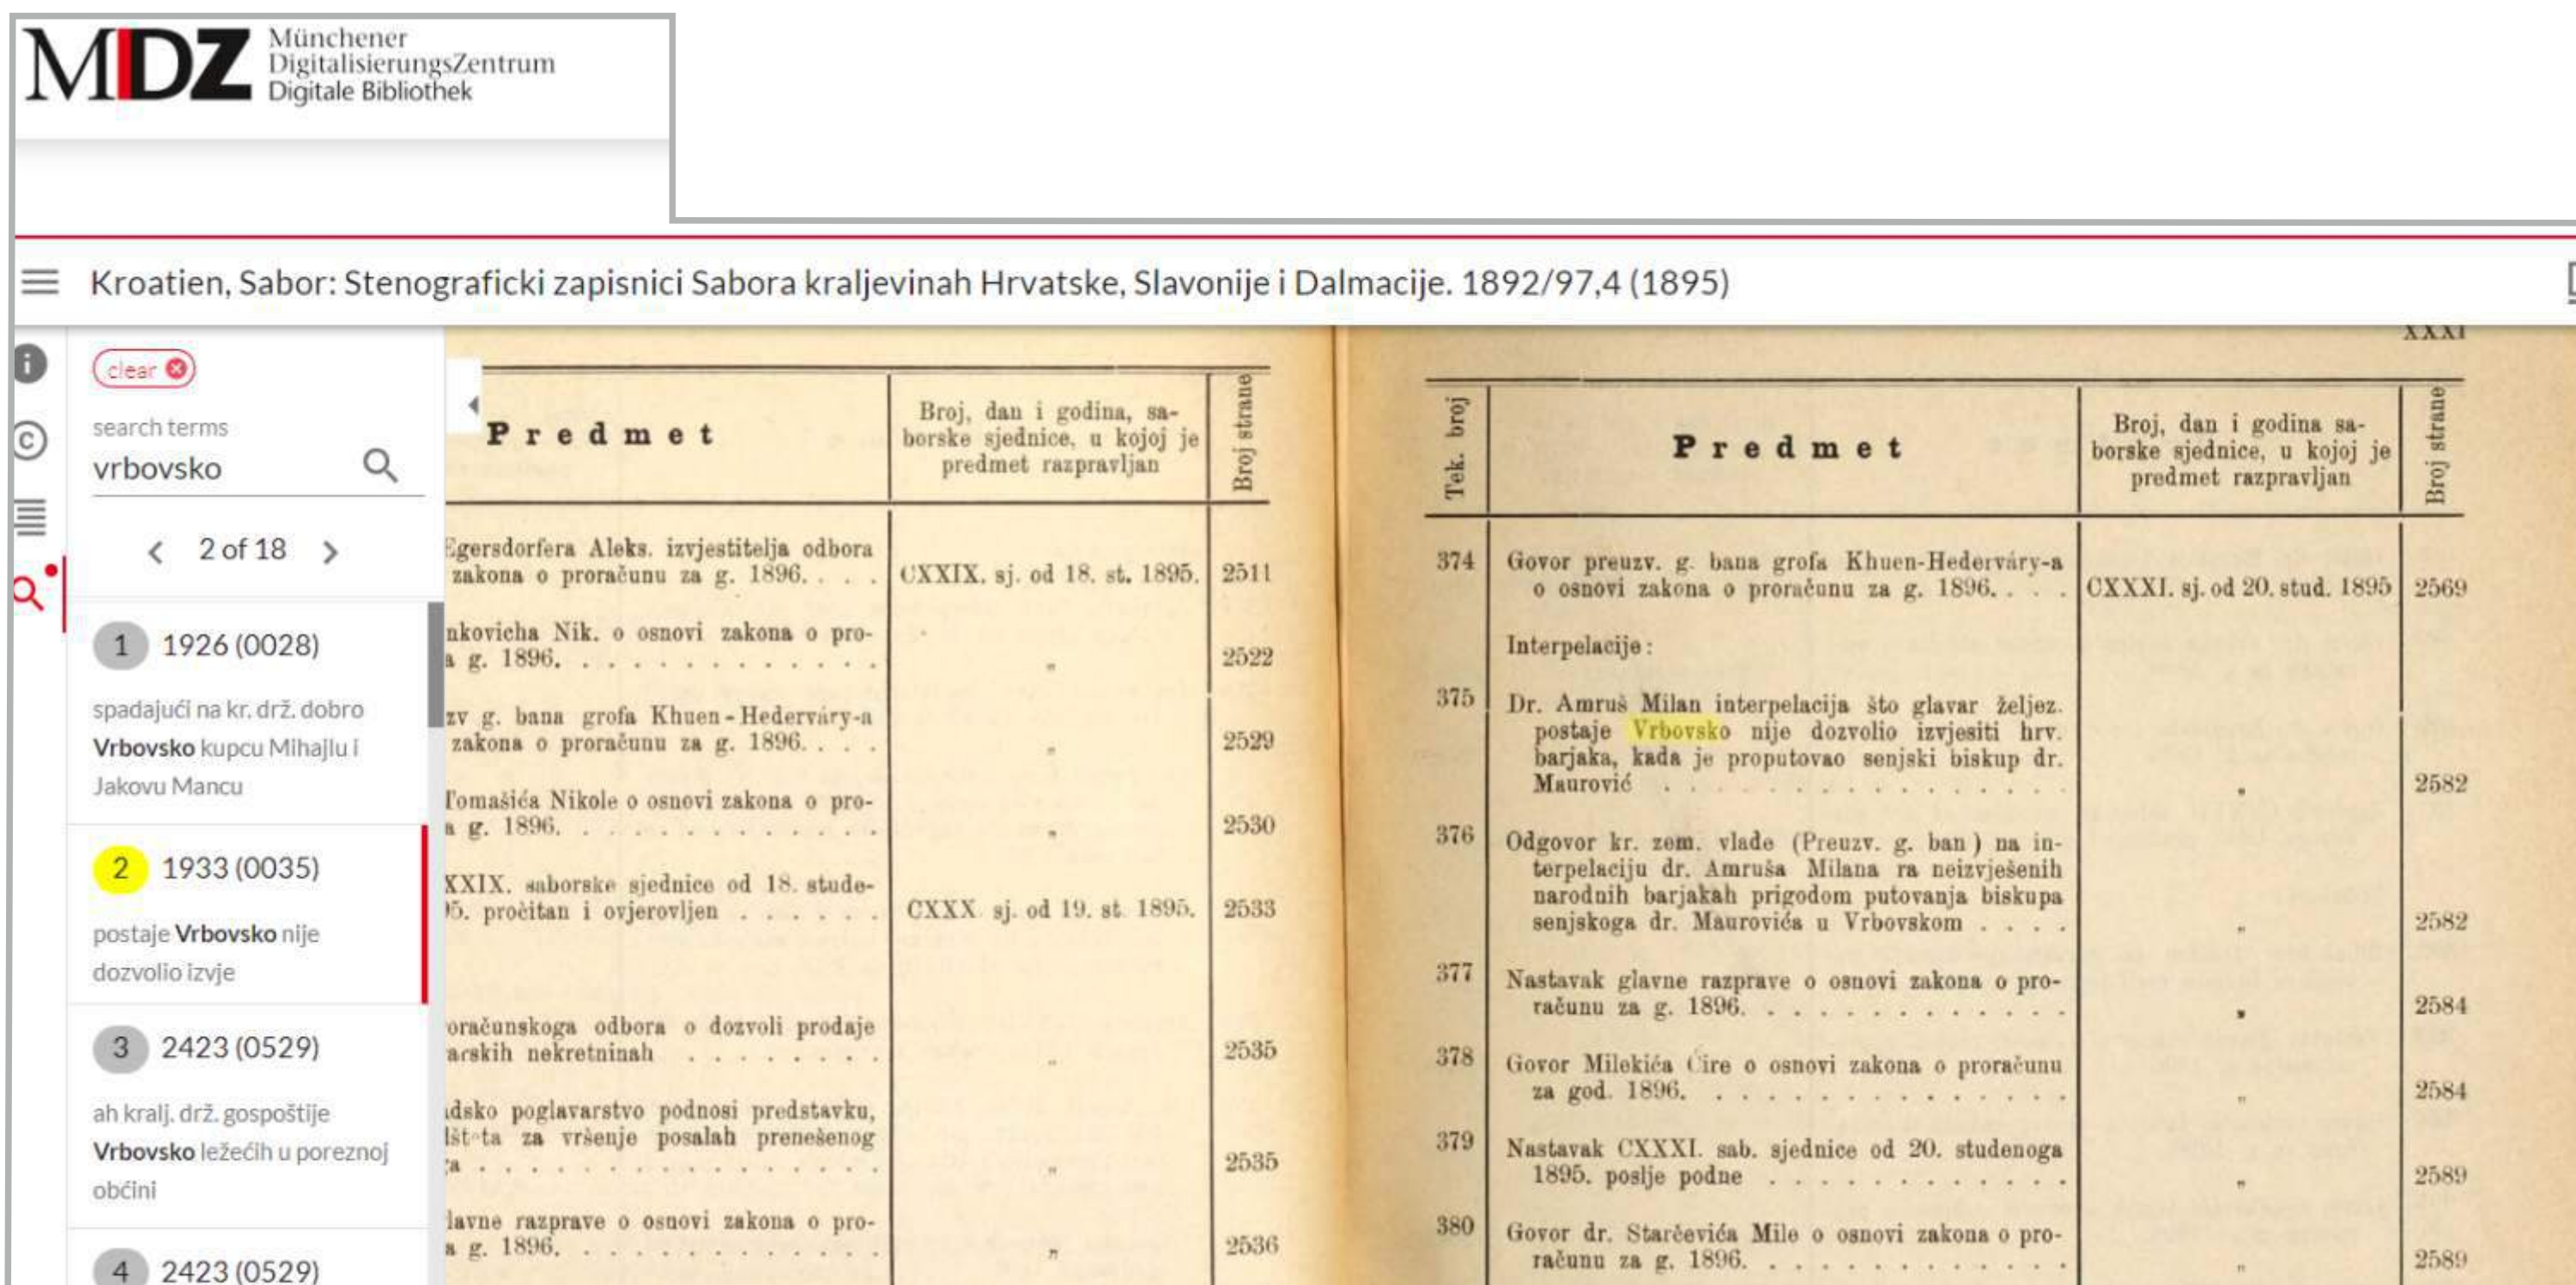 MDZ
Münchener
DigitalisierungsZentrum
Digitale Bibliothek
Kroatien, Sabor: Stenograficki zapisnici Sabora kraljevinah Hrvatske, Slavonije i Dalmacije. 1892/97,4 (1895)
clear
search terms
vrbovsko
2 of 18
1 1926 (0028)
spadajući na kr. drž. dobro
Vrbovsko kupcu Mihajlu i
Jakovu Mancu
2 1933 (0035)
postaje Vrbovsko nije
dozvolio izvje
3 2423 (0529)
ah kralj. drž. gospoštije
Vrbovsko ležećih u poreznoj
občini
4 2423 (0529)
Predmet
Broj, dan i godina, sa-
borske sjednice, u kojoj je
predmet razpravljan
Broj strane
Egersdorfera Aleks. izvjestitelja odbora
zakona o proračunu za g. 1896. . . . CXXIX. sj. od 18. st. 1895. 2511
nkovicha Nik. o osnovi zakona o pro-
a g. 1896. . . . . . . . . . . . . „ 2522
zv g. bana grofa Khuen-Hederváry-a
zakona o proračunu za g. 1896. . . . „ 2529
Tomašića Nikole o osnovi zakona o pro-
a g. 1896. . . . . . . . . . . . . „ 2530
XXIX. saborske sjednice od 18. stude-
95. pročitan i ovjerovljen . . . . . . CXXX. sj. od 19. st. 1895. 2533
oračunskoga odbora o dozvoli prodaje
arskih nekretninah . . . . . . . . „ 2535
dsko poglavarstvo podnosi predstavku,
za vršenje posalah prenešenog
a . . . . . . . . . . . . . . . . „ 2535
lavne razprave o osnovi zakona o pro-
a g. 1896. . . . . . . . . . . . . „ 2536
XXXI
Tek. broj
Predmet
Broj, dan i godina sa-
borske sjednice, u kojoj je
predmet razpravljan
Broj strane
374 Govor preuzv. g. bana grofa Khuen-Hederváry-a
o osnovi zakona o proračunu za g. 1896. . . . CXXXI. sj. od 20. stud. 1895 2569
Interpelacije:
375 Dr. Amruš Milan interpelacija što glavar željez.
postaje Vrbovsko nije dozvolio izvjesiti hrv.
barjaka, kada je proputovao senjski biskup dr.
Maurović . . . . . . . . . . . . . . . „ 2582
376 Odgovor kr. zem. vlade (Preuzv. g. ban) na in-
terpelaciju dr. Amruša Milana ra neizvješenih
narodnih barjakah prigodom putovanja biskupa
senjskoga dr. Maurovića u Vrbovskom . . . . „ 2582
377 Nastavak glavne razprave o osnovi zakona o pro-
računu za g. 1896. . . . . . . . . . . . . „ 2584
378 Govor Milekića Ćire o osnovi zakona o proračunu
za god. 1896. . . . . . . . . . . . . . . „ 2584
379 Nastavak CXXXI. sab. sjednice od 20. studenoga
1895. poslje podne . . . . . . . . . . . . „ 2589
380 Govor dr. Starčevića Mile o osnovi zakona o pro-
računu za g. 1896. . . . . . . . . . . . . „ 2589